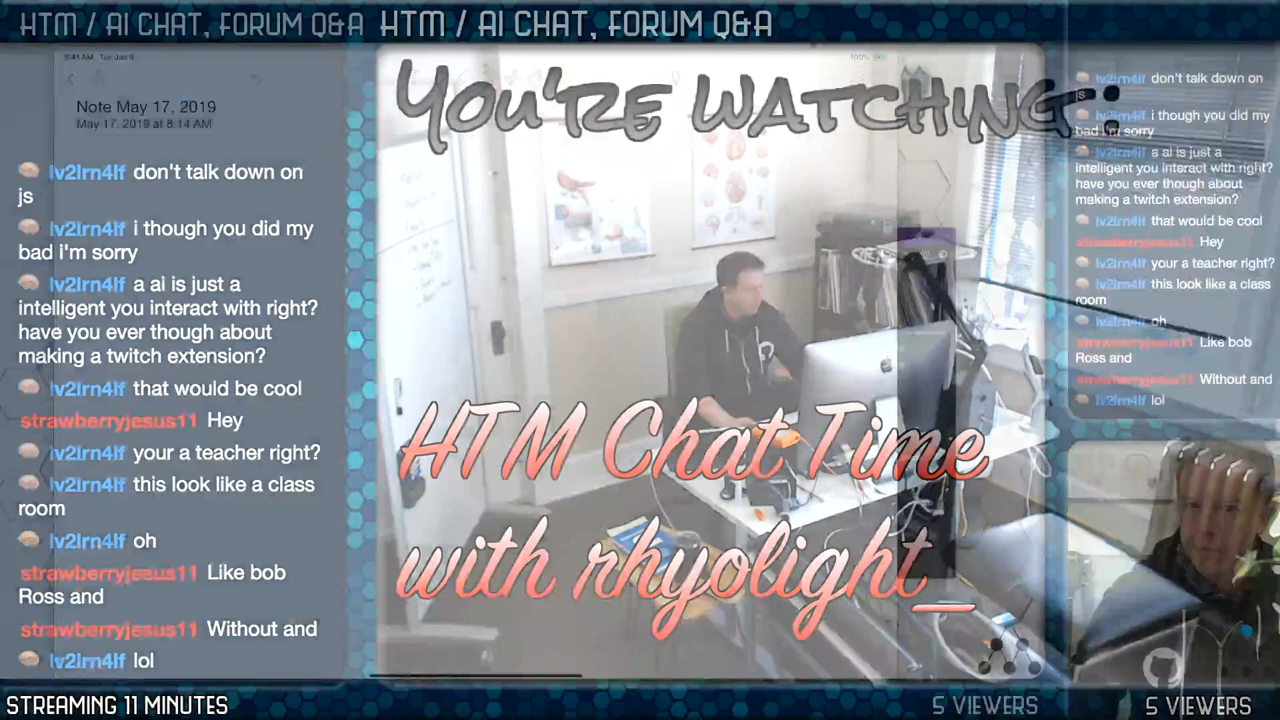 HTM / AI CHAT, FORUM Q&A
HTM / AI CHAT, FORUM Q&A
9:41 AM Tue Jan 9
100%
Note May 17, 2019
May 17, 2019 at 8:14 AM
lv2lrn4lf don't talk down on
js
lv2lrn4lf i though you did my
bad i'm sorry
lv2lrn4lf a ai is just a
intelligent you interact with right?
have you ever though about
making a twitch extension?
lv2lrn4lf that would be cool
strawberryjesus11 Hey
lv2lrn4lf your a teacher right?
lv2lrn4lf this look like a class
room
lv2lrn4lf oh
strawberryjesus11 Like bob
Ross and
strawberryjesus11 Without and
lv2lrn4lf lol
You're watching:
HTM Chat Time
with rhyolight_
lv2lrn4lf don't talk down on
js
lv2lrn4lf i though you did my
bad i'm sorry
lv2lrn4lf a ai is just a
intelligent you interact with right?
have you ever though about
making a twitch extension?
lv2lrn4lf that would be cool
strawberryjesus11 Hey
lv2lrn4lf your a teacher right?
lv2lrn4lf this look like a class
room
lv2lrn4lf oh
strawberryjesus11 Like bob
Ross and
strawberryjesus11 Without and
lv2lrn4lf lol
STREAMING 11 MINUTES
5 VIEWERS
5 VIEWERS